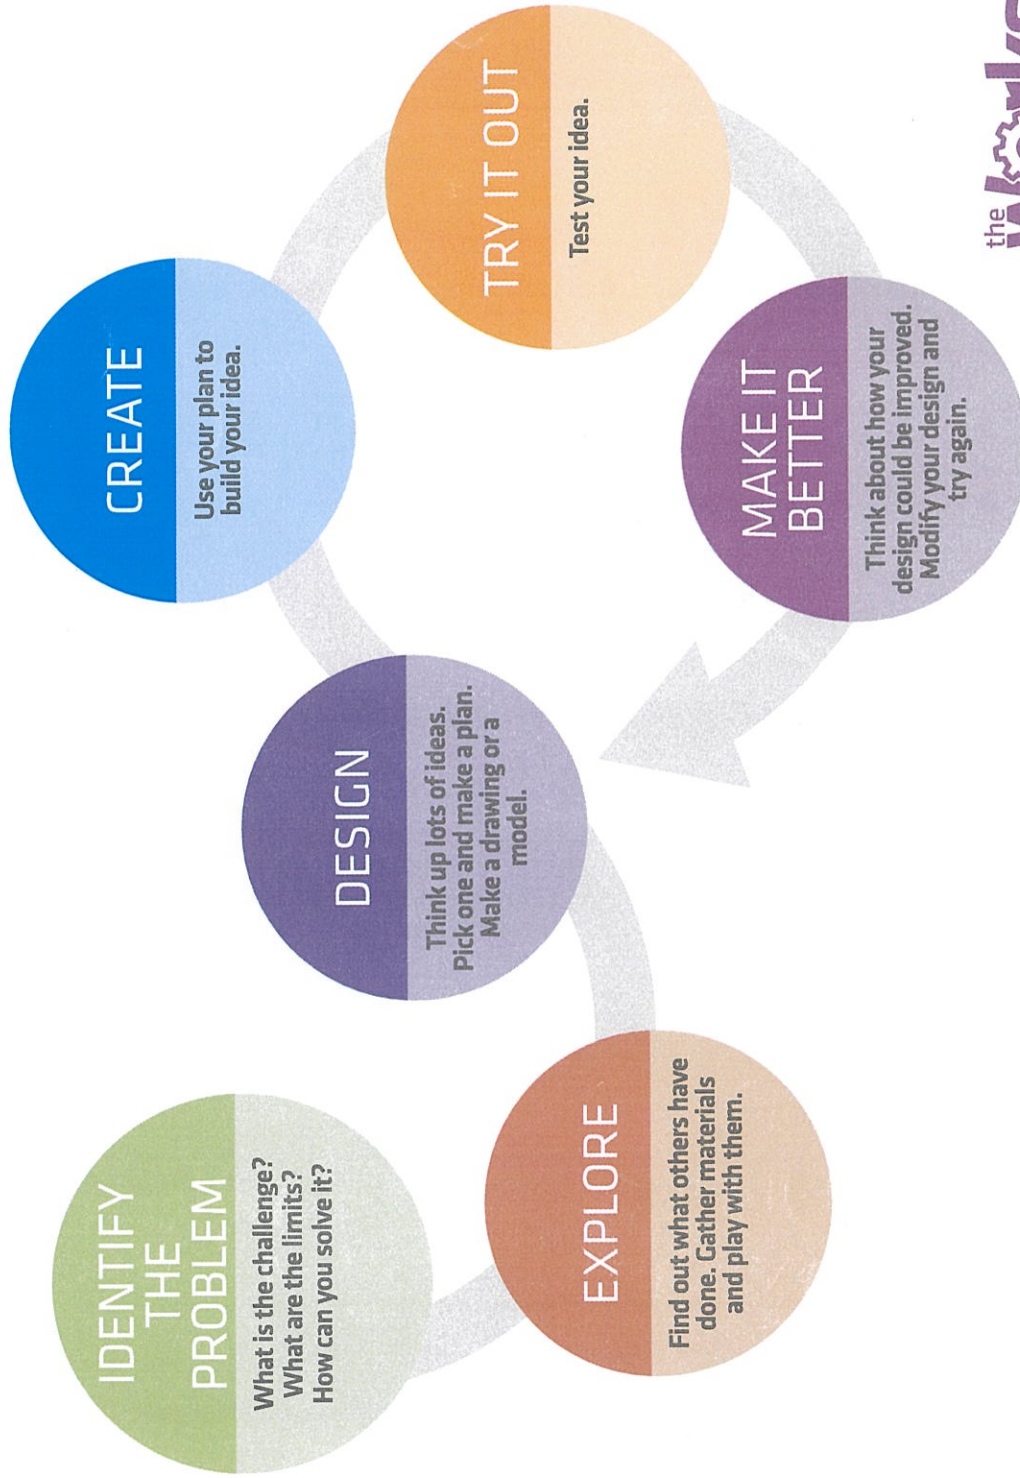 IDENTIFY
THE
PROBLEM
What is the challenge?
What are the limits?
How can you solve it?
EXPLORE
Find out what others have
done. Gather materials
and play with them.
DESIGN
Think up lots of ideas.
Pick one and make a plan.
Make a drawing or a
model.
CREATE
Use your plan to
build your idea.
TRY IT OUT
Test your idea.
MAKE IT
BETTER
Think about how your
design could be improved.
Modify your design and
try again.
the